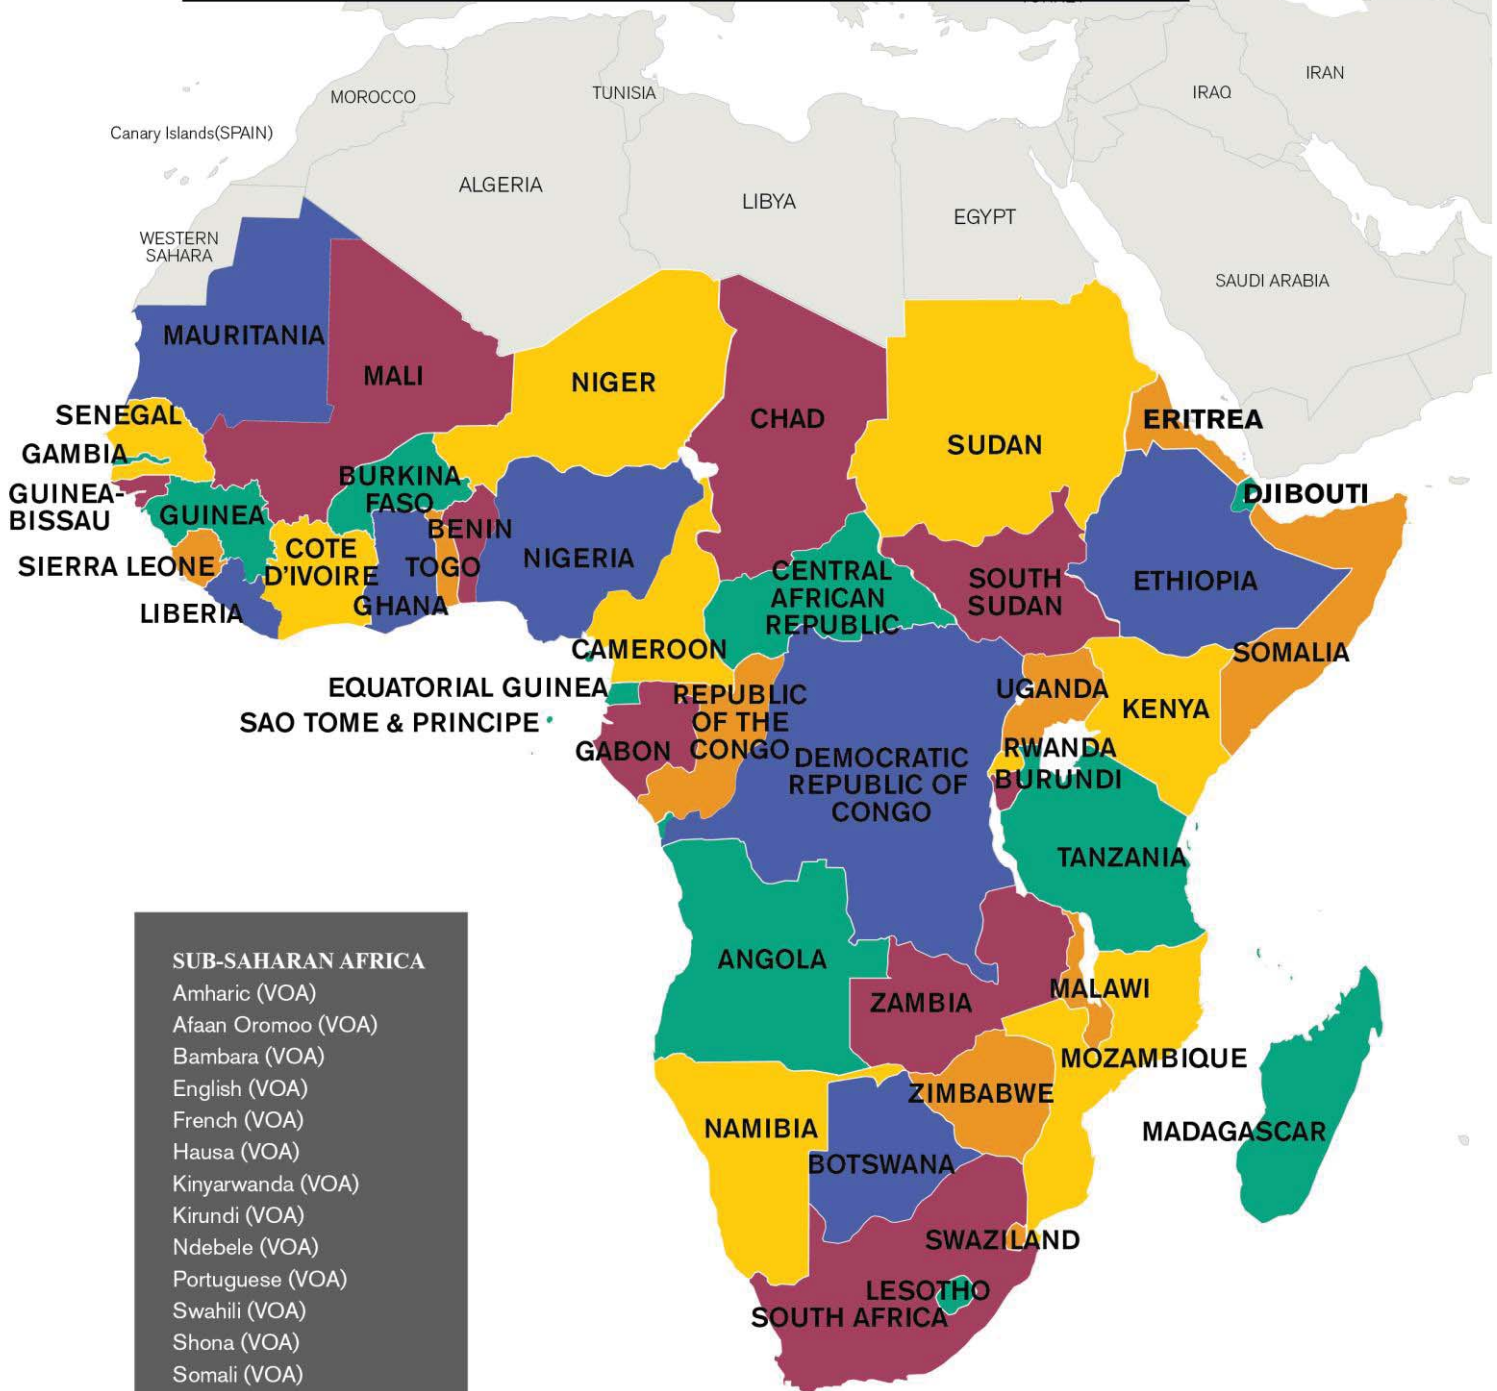 MOROCCO
TUNISIA
IRAQ
IRAN
Canary Islands(SPAIN)
ALGERIA
LIBYA
EGYPT
WESTERN
SAHARA
SAUDI ARABIA
MAURITANIA
MALI
NIGER
CHAD
SUDAN
ERITREA
SENEGAL
GAMBIA
GUINEA-
BISSAU
GUINEA
BURKINA
FASO
BENIN
NIGERIA
DJIBOUTI
SIERRA LEONE
COTE
D'IVOIRE
TOGO
GHANA
LIBERIA
CENTRAL
AFRICAN
REPUBLIC
SOUTH
SUDAN
ETHIOPIA
SOMALIA
CAMEROON
EQUATORIAL GUINEA
SAO TOME & PRINCIPE
GABON
REPUBLIC
OF THE
CONGO
DEMOCRATIC
REPUBLIC OF
CONGO
UGANDA
KENYA
RWANDA
BURUNDI
TANZANIA
ANGOLA
ZAMBIA
MALAWI
MOZAMBIQUE
ZIMBABWE
NAMIBIA
BOTSWANA
MADAGASCAR
SWAZILAND
LESOTHO
SOUTH AFRICA
SUB-SAHARAN AFRICA
Amharic (VOA)
Afaan Oromoo (VOA)
Bambara (VOA)
English (VOA)
French (VOA)
Hausa (VOA)
Kinyarwanda (VOA)
Kirundi (VOA)
Ndebele (VOA)
Portuguese (VOA)
Swahili (VOA)
Shona (VOA)
Somali (VOA)